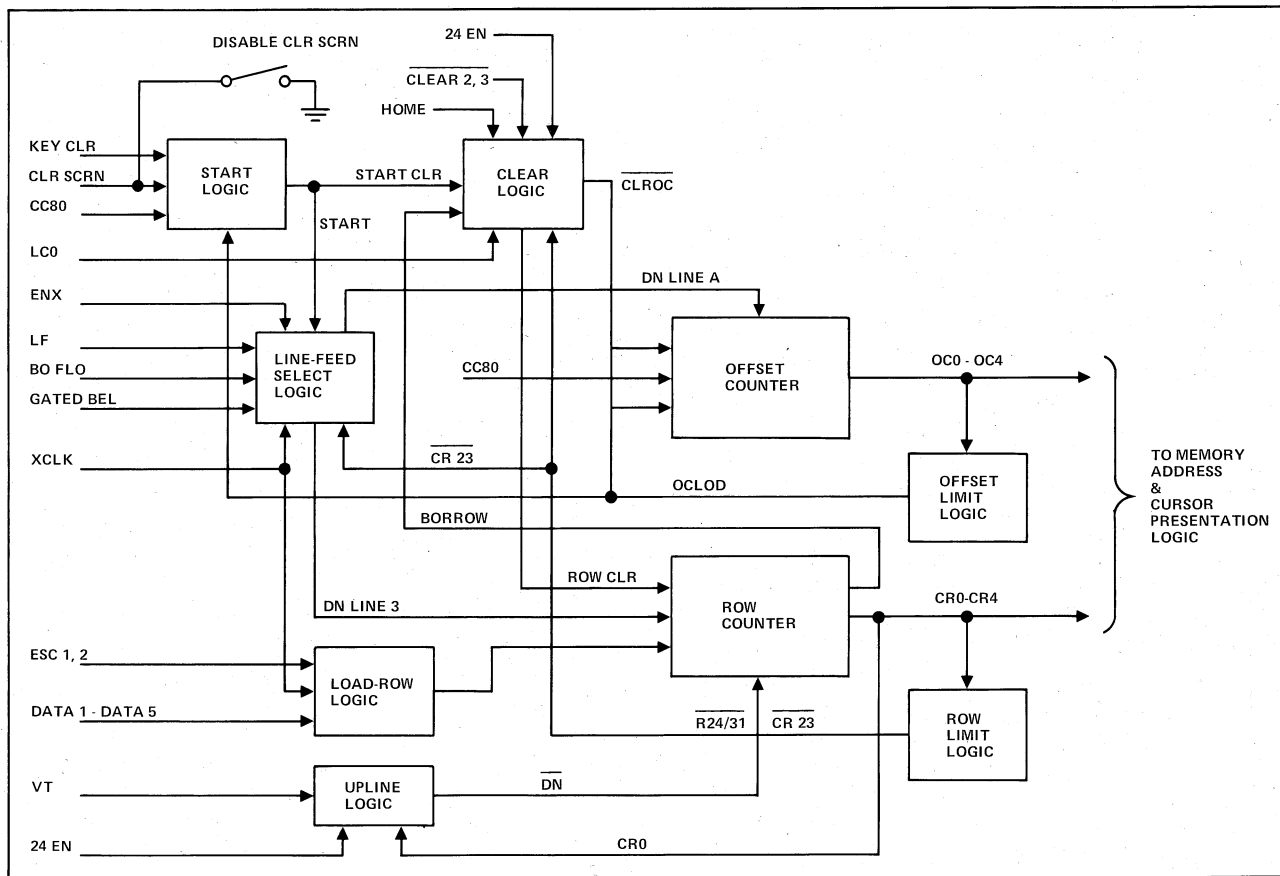 DISABLE CLR SCRN
24 EN
CLEAR 2, 3
HOME
KEY CLR
CLR SCRN
CC80
START
LOGIC
START CLR
CLEAR
LOGIC
CLROC
START
LC0
ENX
LF
BO FLO
GATED BEL
XCLK
LINE-FEED
SELECT
LOGIC
DN LINE A
CC80
OFFSET
COUNTER
OC0 - OC4
CR 23
OCLOD
OFFSET
LIMIT
LOGIC
TO MEMORY
ADDRESS
&
CURSOR
PRESENTATION
LOGIC
BORROW
ROW CLR
DN LINE 3
ROW
COUNTER
CR0-CR4
ESC 1, 2
DATA 1 - DATA 5
LOAD-ROW
LOGIC
R24/31
CR 23
ROW
LIMIT
LOGIC
VT
24 EN
UPLINE
LOGIC
DN
CR0